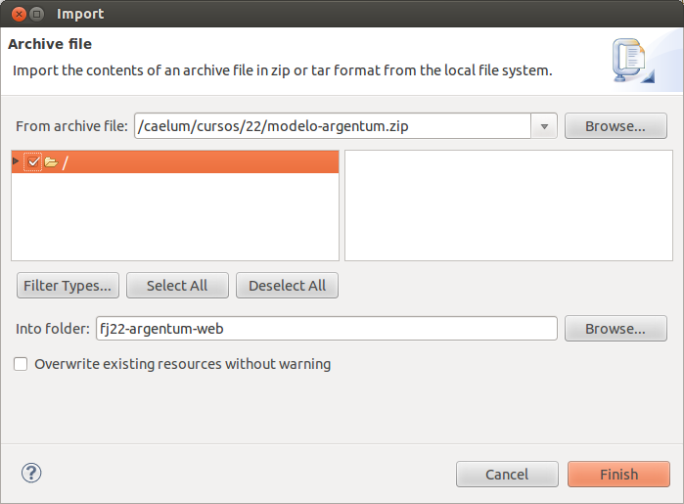 Import
Archive file
Import the contents of an archive file in zip or tar format from the local file system.
From archive file: /caelum/cursos/22/modelo-argentum.zip Browse...
/
Filter Types... Select All Deselect All
Into folder: fj22-argentum-web Browse...
Overwrite existing resources without warning
? Cancel Finish